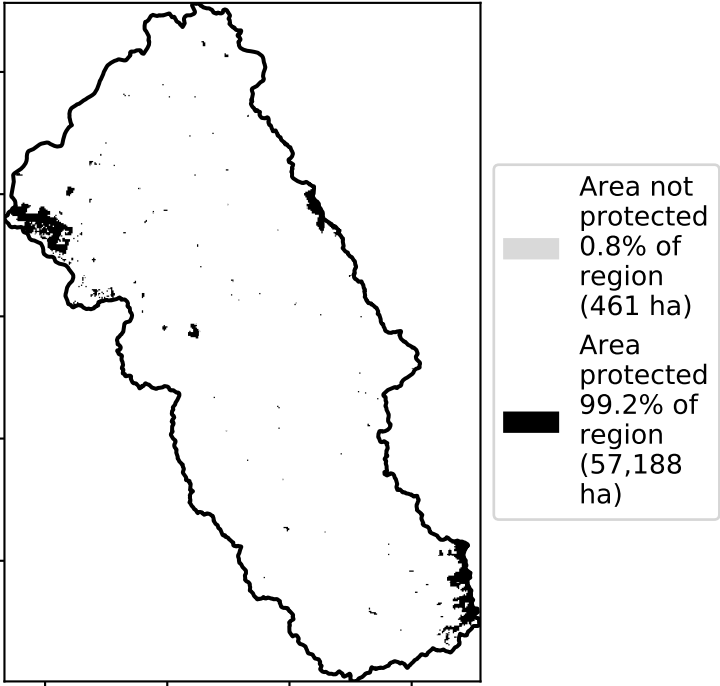 Area not
protected
0.8% of
region
(461 ha)
Area
protected
99.2% of
region
(57,188
ha)